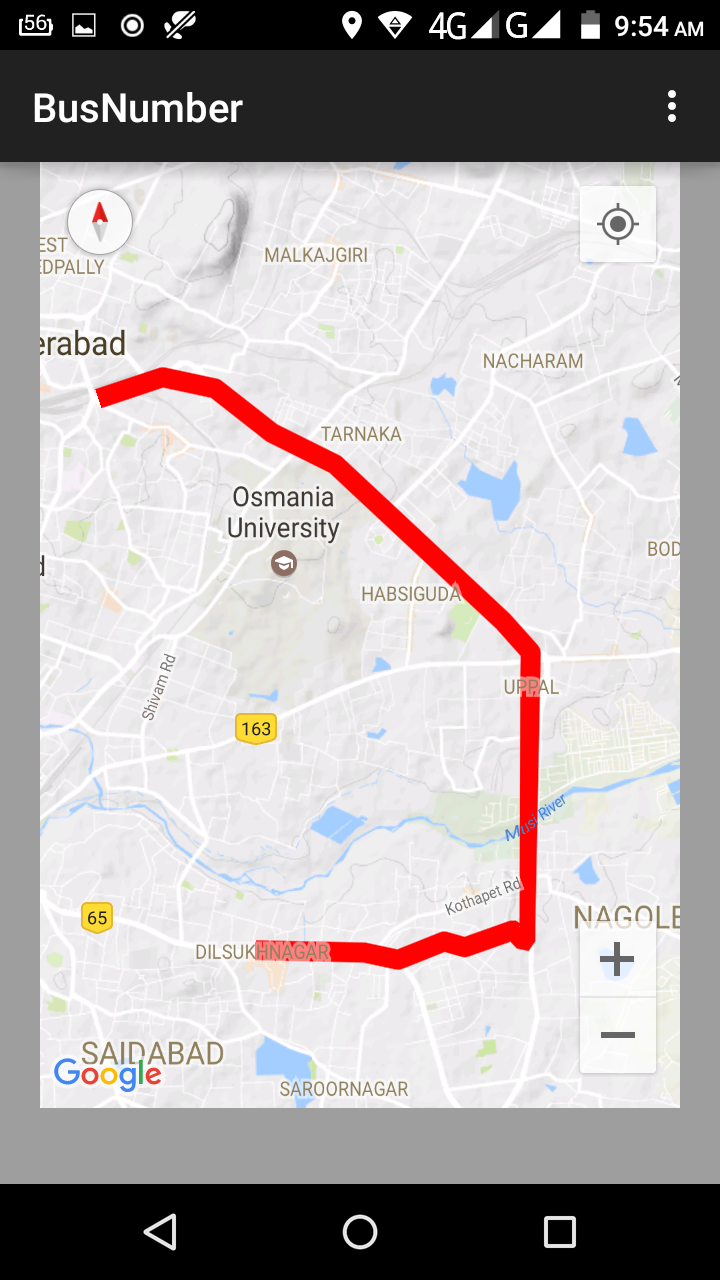 56
4G
G
9:54 AM
BusNumber
EST
EDPALLY
MALKAJGIRI
erabad
NACHARAM
TARNAKA
Osmania
University
BOD
d
HABSIGUDA
Shivam Rd
UPPAL
163
Musi River
Kothapet Rd
65
NAGOLE
DILSUKHNAGAR
SAIDABAD
Google
SAROORNAGAR